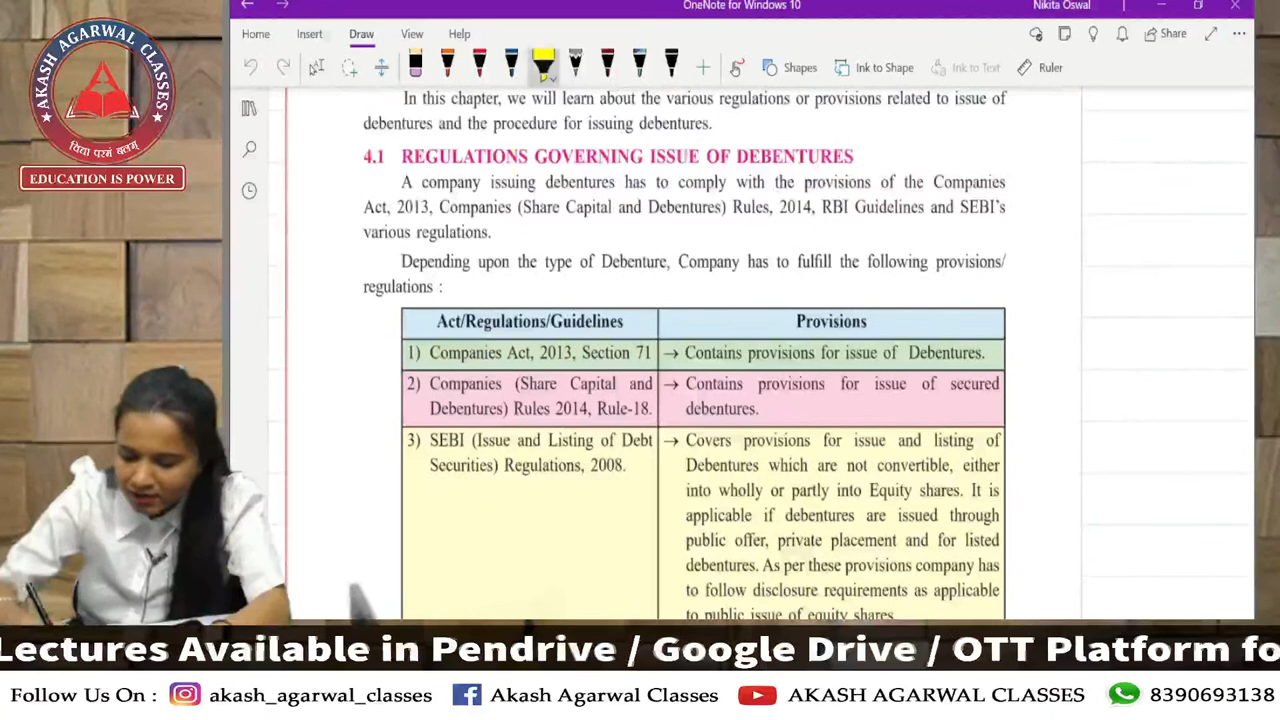 AKASH AGARWAL CLASSES
विद्या परमं बलम्
EDUCATION IS POWER
OneNote for Windows 10
Nikita Oswal
Home
Insert
Draw
View
Help
Share
Shapes
Ink to Shape
Ink to Text
Ruler
In this chapter, we will learn about the various regulations or provisions related to issue of
debentures and the procedure for issuing debentures.
4.1 REGULATIONS GOVERNING ISSUE OF DEBENTURES
A company issuing debentures has to comply with the provisions of the Companies
Act, 2013, Companies (Share Capital and Debentures) Rules, 2014, RBI Guidelines and SEBI's
various regulations.
Depending upon the type of Debenture, Company has to fulfill the following provisions/
regulations :
Act/Regulations/Guidelines
Provisions
1) Companies Act, 2013, Section 71
→ Contains provisions for issue of Debentures.
2) Companies (Share Capital and
Debentures) Rules 2014, Rule-18.
→ Contains provisions for issue of secured
debentures.
3) SEBI (Issue and Listing of Debt
Securities) Regulations, 2008.
→ Covers provisions for issue and listing of
Debentures which are not convertible, either
into wholly or partly into Equity shares. It is
applicable if debentures are issued through
public offer, private placement and for listed
debentures. As per these provisions company has
to follow disclosure requirements as applicable
to public issue of equity shares.
Lectures Available in Pendrive / Google Drive / OTT Platform fo
Follow Us On :
akash_agarwal_classes
Akash Agarwal Classes
AKASH AGARWAL CLASSES
8390693138